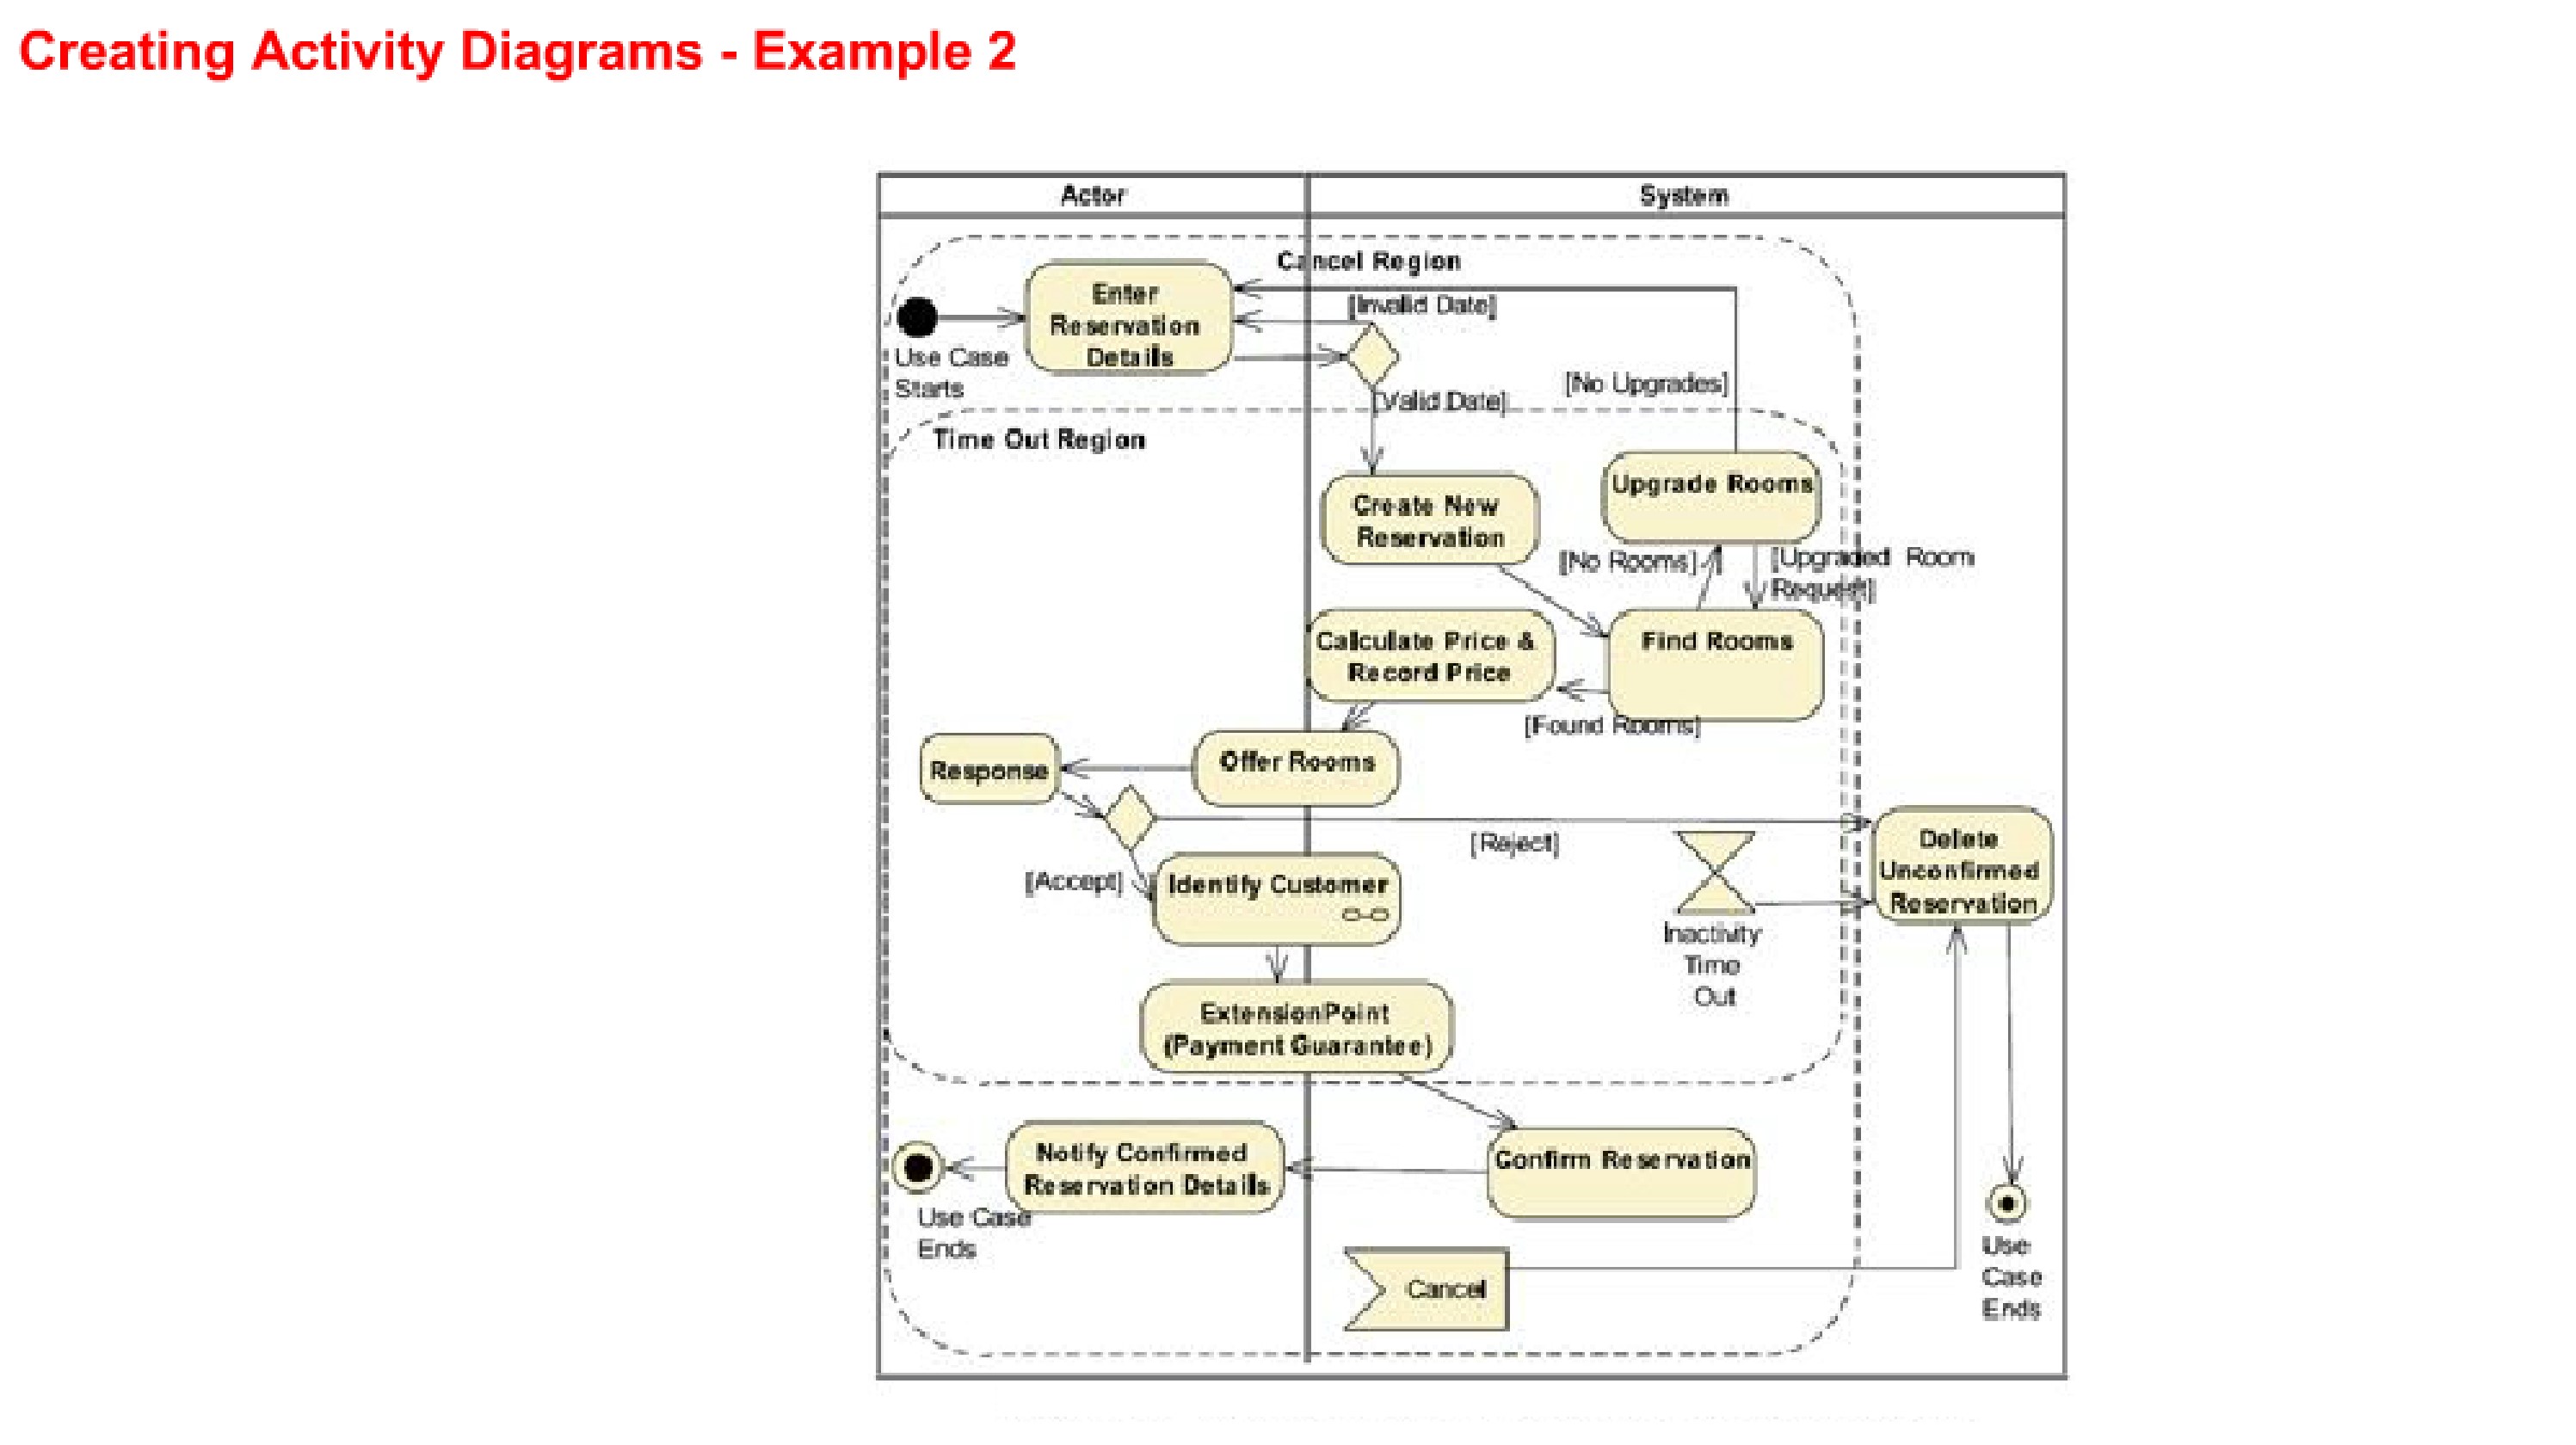 Creating Activity Diagrams - Example 2
Actor
System
Cancel Region
Enter
Reservation
Details
[Invalid Date]
Use Case
Starts
[No Upgrades]
[Valid Date]
Time Out Region
Create New
Reservation
Upgrade Rooms
[No Rooms]
[Upgraded Room
Request]
Calculate Price &
Record Price
Find Rooms
[Found Rooms]
Response
Offer Rooms
[Reject]
Delete
Unconfirmed
Reservation
[Accept]
Identify Customer
Inactivity
Time
Out
ExtensionPoint
(Payment Guarantee)
Notify Confirmed
Reservation Details
Confirm Reservation
Use Case
Ends
Cancel
Use
Case
Ends